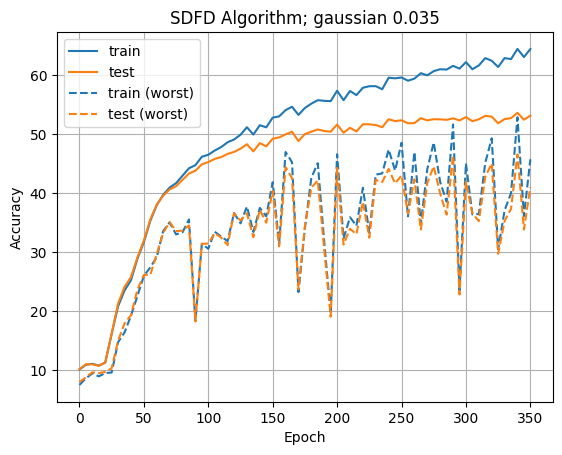 SDFD Algorithm; gaussian 0.035
train
test
train (worst)
test (worst)
60
50
40
30
20
10
Accuracy
0
50
100
150
200
250
300
350
Epoch